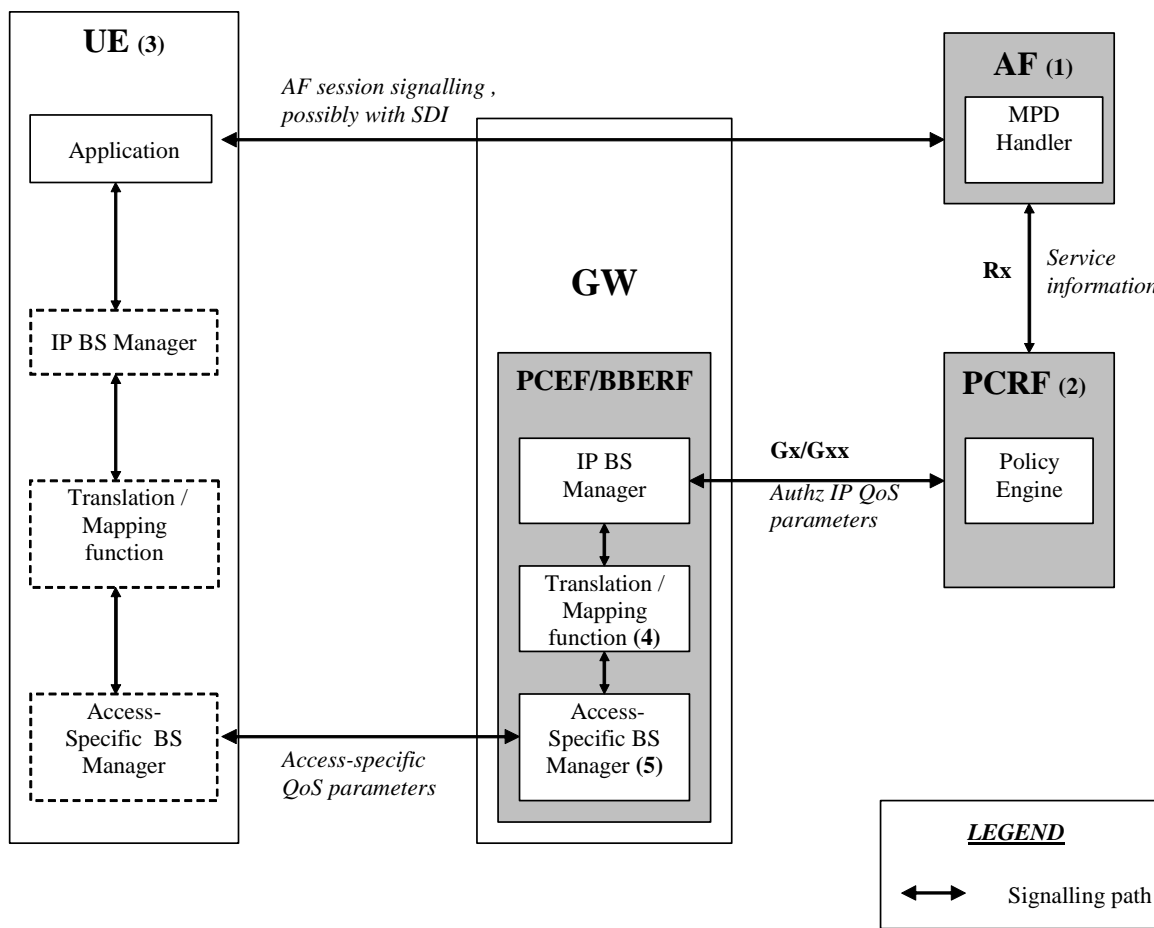 UE (3)
AF session signalling ,
possibly with SDI
AF (1)
MPD
Handler
Application
GW
Rx
Service
information
IP BS Manager
PCEF/BBERF
PCRF (2)
IP BS
Manager
Gx/Gxx
Authz IP QoS
parameters
Policy
Engine
Translation /
Mapping
function
Translation /
Mapping
function (4)
Access-
Specific BS
Manager
Access-specific
QoS parameters
Access-
Specific BS
Manager (5)
LEGEND
Signalling path